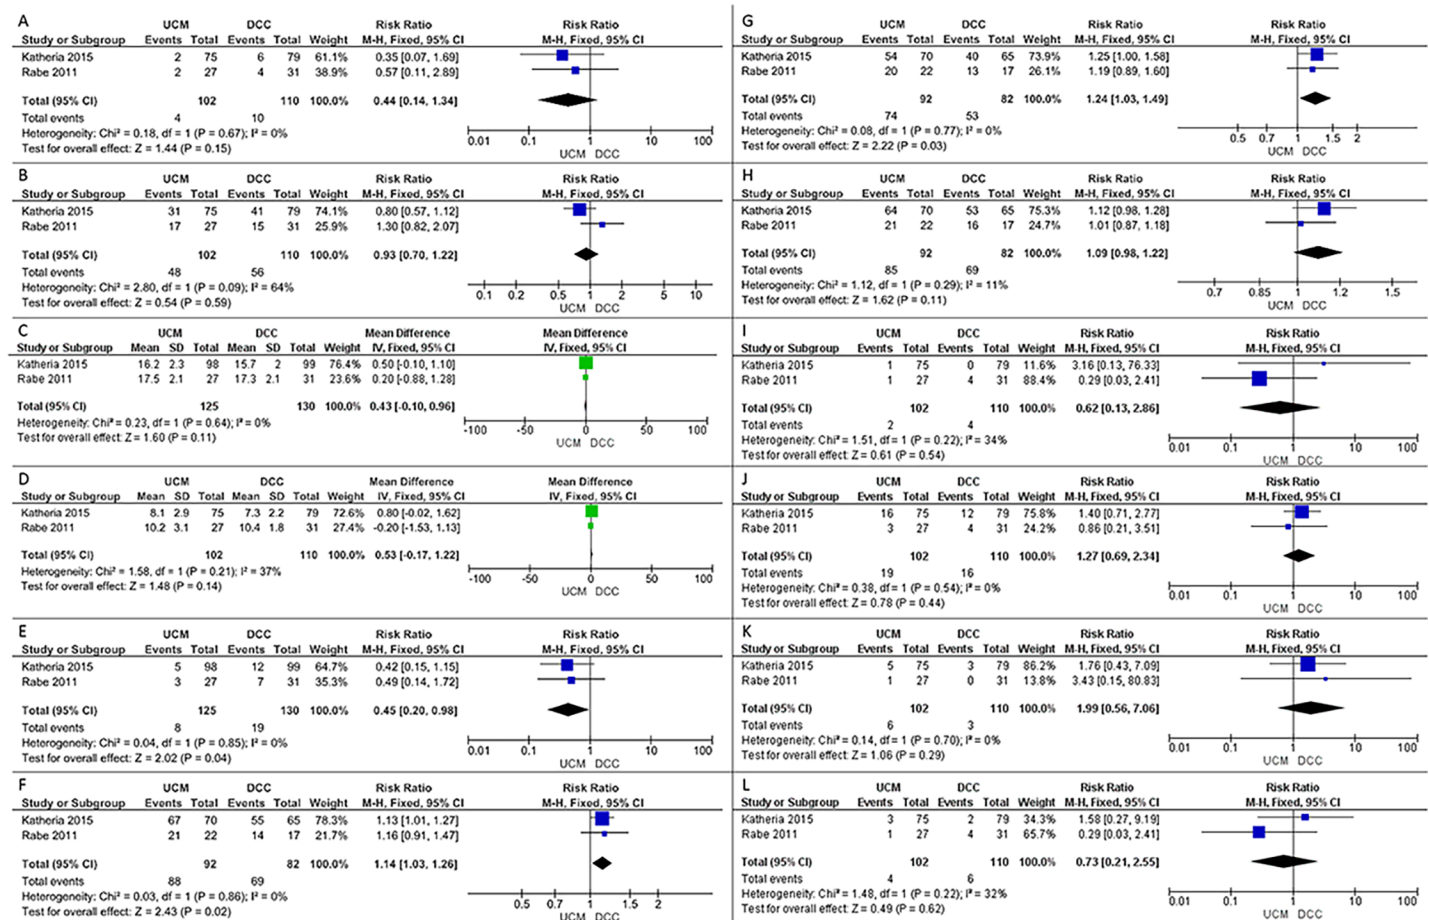 A
UCM DCC Risk Ratio Risk Ratio
Study or Subgroup Events Total Events Total Weight M-H, Fixed, 95% CI M-H, Fixed, 95% CI
Katheria 2015 2 75 6 79 61.1% 0.35 [0.07, 1.69]
Rabe 2011 2 27 4 31 38.9% 0.57 [0.11, 2.89]
Total (95% CI) 102 110 100.0% 0.44 [0.14, 1.34]
Total events 4 10
Heterogeneity: Chi² = 0.18, df = 1 (P = 0.67); I² = 0%
Test for overall effect: Z = 1.44 (P = 0.15)
0.01 0.1 1 10 100
UCM DCC
B
UCM DCC Risk Ratio Risk Ratio
Study or Subgroup Events Total Events Total Weight M-H, Fixed, 95% CI M-H, Fixed, 95% CI
Katheria 2015 31 75 41 79 74.1% 0.80 [0.57, 1.12]
Rabe 2011 17 27 15 31 25.9% 1.30 [0.82, 2.07]
Total (95% CI) 102 110 100.0% 0.93 [0.70, 1.22]
Total events 48 56
Heterogeneity: Chi² = 2.80, df = 1 (P = 0.09); I² = 64%
Test for overall effect: Z = 0.54 (P = 0.59)
0.1 0.2 0.5 1 2 5 10
UCM DCC
C
UCM DCC Mean Difference Mean Difference
Study or Subgroup Mean SD Total Mean SD Total Weight IV, Fixed, 95% CI IV, Fixed, 95% CI
Katheria 2015 16.2 2.3 98 15.7 2 99 76.4% 0.50 [-0.10, 1.10]
Rabe 2011 17.5 2.1 27 17.3 2.1 31 23.6% 0.20 [-0.88, 1.28]
Total (95% CI) 125 130 100.0% 0.43 [-0.10, 0.96]
Heterogeneity: Chi² = 0.23, df = 1 (P = 0.64); I² = 0%
Test for overall effect: Z = 1.60 (P = 0.11)
-100 -50 0 50 100
UCM DCC
D
UCM DCC Mean Difference Mean Difference
Study or Subgroup Mean SD Total Mean SD Total Weight IV, Fixed, 95% CI IV, Fixed, 95% CI
Katheria 2015 8.1 2.9 75 7.3 2.2 79 72.6% 0.80 [-0.02, 1.62]
Rabe 2011 10.2 3.1 27 10.4 1.8 31 27.4% -0.20 [-1.53, 1.13]
Total (95% CI) 102 110 100.0% 0.53 [-0.17, 1.22]
Heterogeneity: Chi² = 1.58, df = 1 (P = 0.21); I² = 37%
Test for overall effect: Z = 1.48 (P = 0.14)
-100 -50 0 50 100
UCM DCC
E
UCM DCC Risk Ratio Risk Ratio
Study or Subgroup Events Total Events Total Weight M-H, Fixed, 95% CI M-H, Fixed, 95% CI
Katheria 2015 5 98 12 99 64.7% 0.42 [0.15, 1.15]
Rabe 2011 3 27 7 31 35.3% 0.49 [0.14, 1.72]
Total (95% CI) 125 130 100.0% 0.45 [0.20, 0.98]
Total events 8 19
Heterogeneity: Chi² = 0.04, df = 1 (P = 0.85); I² = 0%
Test for overall effect: Z = 2.02 (P = 0.04)
0.01 0.1 1 10 100
UCM DCC
F
UCM DCC Risk Ratio Risk Ratio
Study or Subgroup Events Total Events Total Weight M-H, Fixed, 95% CI M-H, Fixed, 95% CI
Katheria 2015 67 70 55 65 78.3% 1.13 [1.01, 1.27]
Rabe 2011 21 22 14 17 21.7% 1.16 [0.91, 1.47]
Total (95% CI) 92 82 100.0% 1.14 [1.03, 1.26]
Total events 88 69
Heterogeneity: Chi² = 0.03, df = 1 (P = 0.86); I² = 0%
Test for overall effect: Z = 2.43 (P = 0.02)
0.5 0.7 1 1.5 2
UCM DCC
G
UCM DCC Risk Ratio Risk Ratio
Study or Subgroup Events Total Events Total Weight M-H, Fixed, 95% CI M-H, Fixed, 95% CI
Katheria 2015 54 70 40 65 73.9% 1.25 [1.00, 1.58]
Rabe 2011 20 22 13 17 26.1% 1.19 [0.89, 1.60]
Total (95% CI) 92 82 100.0% 1.24 [1.03, 1.49]
Total events 74 53
Heterogeneity: Chi² = 0.08, df = 1 (P = 0.77); I² = 0%
Test for overall effect: Z = 2.22 (P = 0.03)
0.5 0.7 1 1.5 2
UCM DCC
H
UCM DCC Risk Ratio Risk Ratio
Study or Subgroup Events Total Events Total Weight M-H, Fixed, 95% CI M-H, Fixed, 95% CI
Katheria 2015 64 70 53 65 75.3% 1.12 [0.98, 1.28]
Rabe 2011 21 22 16 17 24.7% 1.01 [0.87, 1.18]
Total (95% CI) 92 82 100.0% 1.09 [0.98, 1.22]
Total events 85 69
Heterogeneity: Chi² = 1.12, df = 1 (P = 0.29); I² = 11%
Test for overall effect: Z = 1.62 (P = 0.11)
0.7 0.85 1 1.2 1.5
UCM DCC
I
UCM DCC Risk Ratio Risk Ratio
Study or Subgroup Events Total Events Total Weight M-H, Fixed, 95% CI M-H, Fixed, 95% CI
Katheria 2015 1 75 0 79 11.6% 3.16 [0.13, 76.33]
Rabe 2011 1 27 4 31 88.4% 0.29 [0.03, 2.41]
Total (95% CI) 102 110 100.0% 0.62 [0.13, 2.86]
Total events 2 4
Heterogeneity: Chi² = 1.51, df = 1 (P = 0.22); I² = 34%
Test for overall effect: Z = 0.61 (P = 0.54)
0.01 0.1 1 10 100
UCM DCC
J
UCM DCC Risk Ratio Risk Ratio
Study or Subgroup Events Total Events Total Weight M-H, Fixed, 95% CI M-H, Fixed, 95% CI
Katheria 2015 16 75 12 79 75.8% 1.40 [0.71, 2.77]
Rabe 2011 3 27 4 31 24.2% 0.86 [0.21, 3.51]
Total (95% CI) 102 110 100.0% 1.27 [0.69, 2.34]
Total events 19 16
Heterogeneity: Chi² = 0.38, df = 1 (P = 0.54); I² = 0%
Test for overall effect: Z = 0.78 (P = 0.44)
0.01 0.1 1 10 100
UCM DCC
K
UCM DCC Risk Ratio Risk Ratio
Study or Subgroup Events Total Events Total Weight M-H, Fixed, 95% CI M-H, Fixed, 95% CI
Katheria 2015 5 75 3 79 86.2% 1.76 [0.43, 7.09]
Rabe 2011 1 27 0 31 13.8% 3.43 [0.15, 80.83]
Total (95% CI) 102 110 100.0% 1.99 [0.56, 7.06]
Total events 6 3
Heterogeneity: Chi² = 0.14, df = 1 (P = 0.70); I² = 0%
Test for overall effect: Z = 1.06 (P = 0.29)
0.01 0.1 1 10 100
UCM DCC
L
UCM DCC Risk Ratio Risk Ratio
Study or Subgroup Events Total Events Total Weight M-H, Fixed, 95% CI M-H, Fixed, 95% CI
Katheria 2015 3 75 2 79 34.3% 1.58 [0.27, 9.19]
Rabe 2011 1 27 4 31 65.7% 0.29 [0.03, 2.41]
Total (95% CI) 102 110 100.0% 0.73 [0.21, 2.55]
Total events 4 6
Heterogeneity: Chi² = 1.48, df = 1 (P = 0.22); I² = 32%
Test for overall effect: Z = 0.49 (P = 0.62)
0.01 0.1 1 10 100
UCM DCC